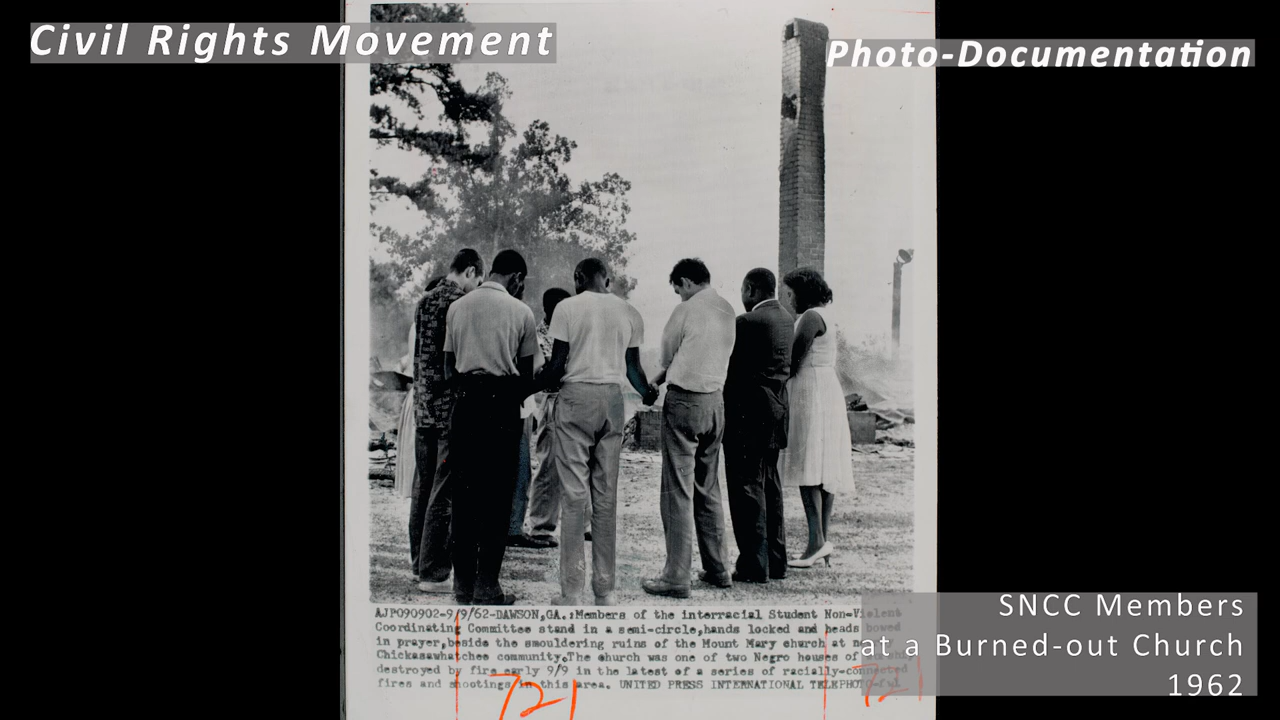 Civil Rights Movement
Photo-Documentation
AJP090902-9/9/62-DAWSON,GA.:Members of the interracial Student Non-Violent
Coordinating Committee stand in a semi-circle,hands locked and heads bowed
in prayer,beside the smouldering ruins of the Mount Mary church at
Chickasawhatchee community.The church was one of two Negro houses of
destroyed by fire early 9/9 in the latest of a series of racially-connected
fires and shootings in this area. UNITED PRESS INTERNATIONAL TELEPHOTO
721
721
SNCC Members
at a Burned-out Church
1962